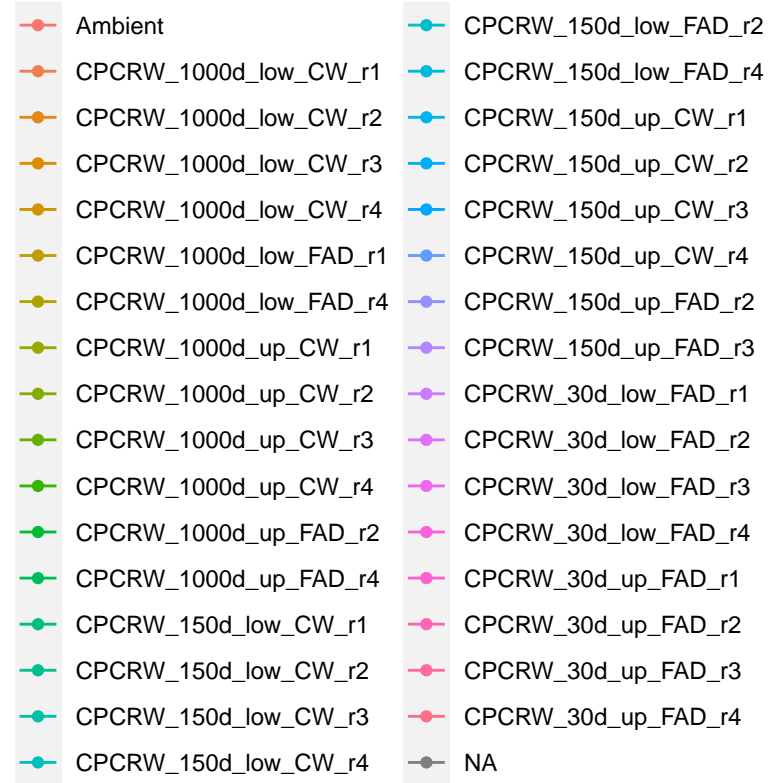 Ambient
CPCRW_1000d_low_CW_r1
CPCRW_1000d_low_CW_r2
CPCRW_1000d_low_CW_r3
CPCRW_1000d_low_CW_r4
CPCRW_1000d_low_FAD_r1
CPCRW_1000d_low_FAD_r4
CPCRW_1000d_up_CW_r1
CPCRW_1000d_up_CW_r2
CPCRW_1000d_up_CW_r3
CPCRW_1000d_up_CW_r4
CPCRW_1000d_up_FAD_r2
CPCRW_1000d_up_FAD_r4
CPCRW_150d_low_CW_r1
CPCRW_150d_low_CW_r2
CPCRW_150d_low_CW_r3
CPCRW_150d_low_CW_r4
CPCRW_150d_low_FAD_r2
CPCRW_150d_low_FAD_r4
CPCRW_150d_up_CW_r1
CPCRW_150d_up_CW_r2
CPCRW_150d_up_CW_r3
CPCRW_150d_up_CW_r4
CPCRW_150d_up_FAD_r2
CPCRW_150d_up_FAD_r3
CPCRW_30d_low_FAD_r1
CPCRW_30d_low_FAD_r2
CPCRW_30d_low_FAD_r3
CPCRW_30d_low_FAD_r4
CPCRW_30d_up_FAD_r1
CPCRW_30d_up_FAD_r2
CPCRW_30d_up_FAD_r3
CPCRW_30d_up_FAD_r4
NA